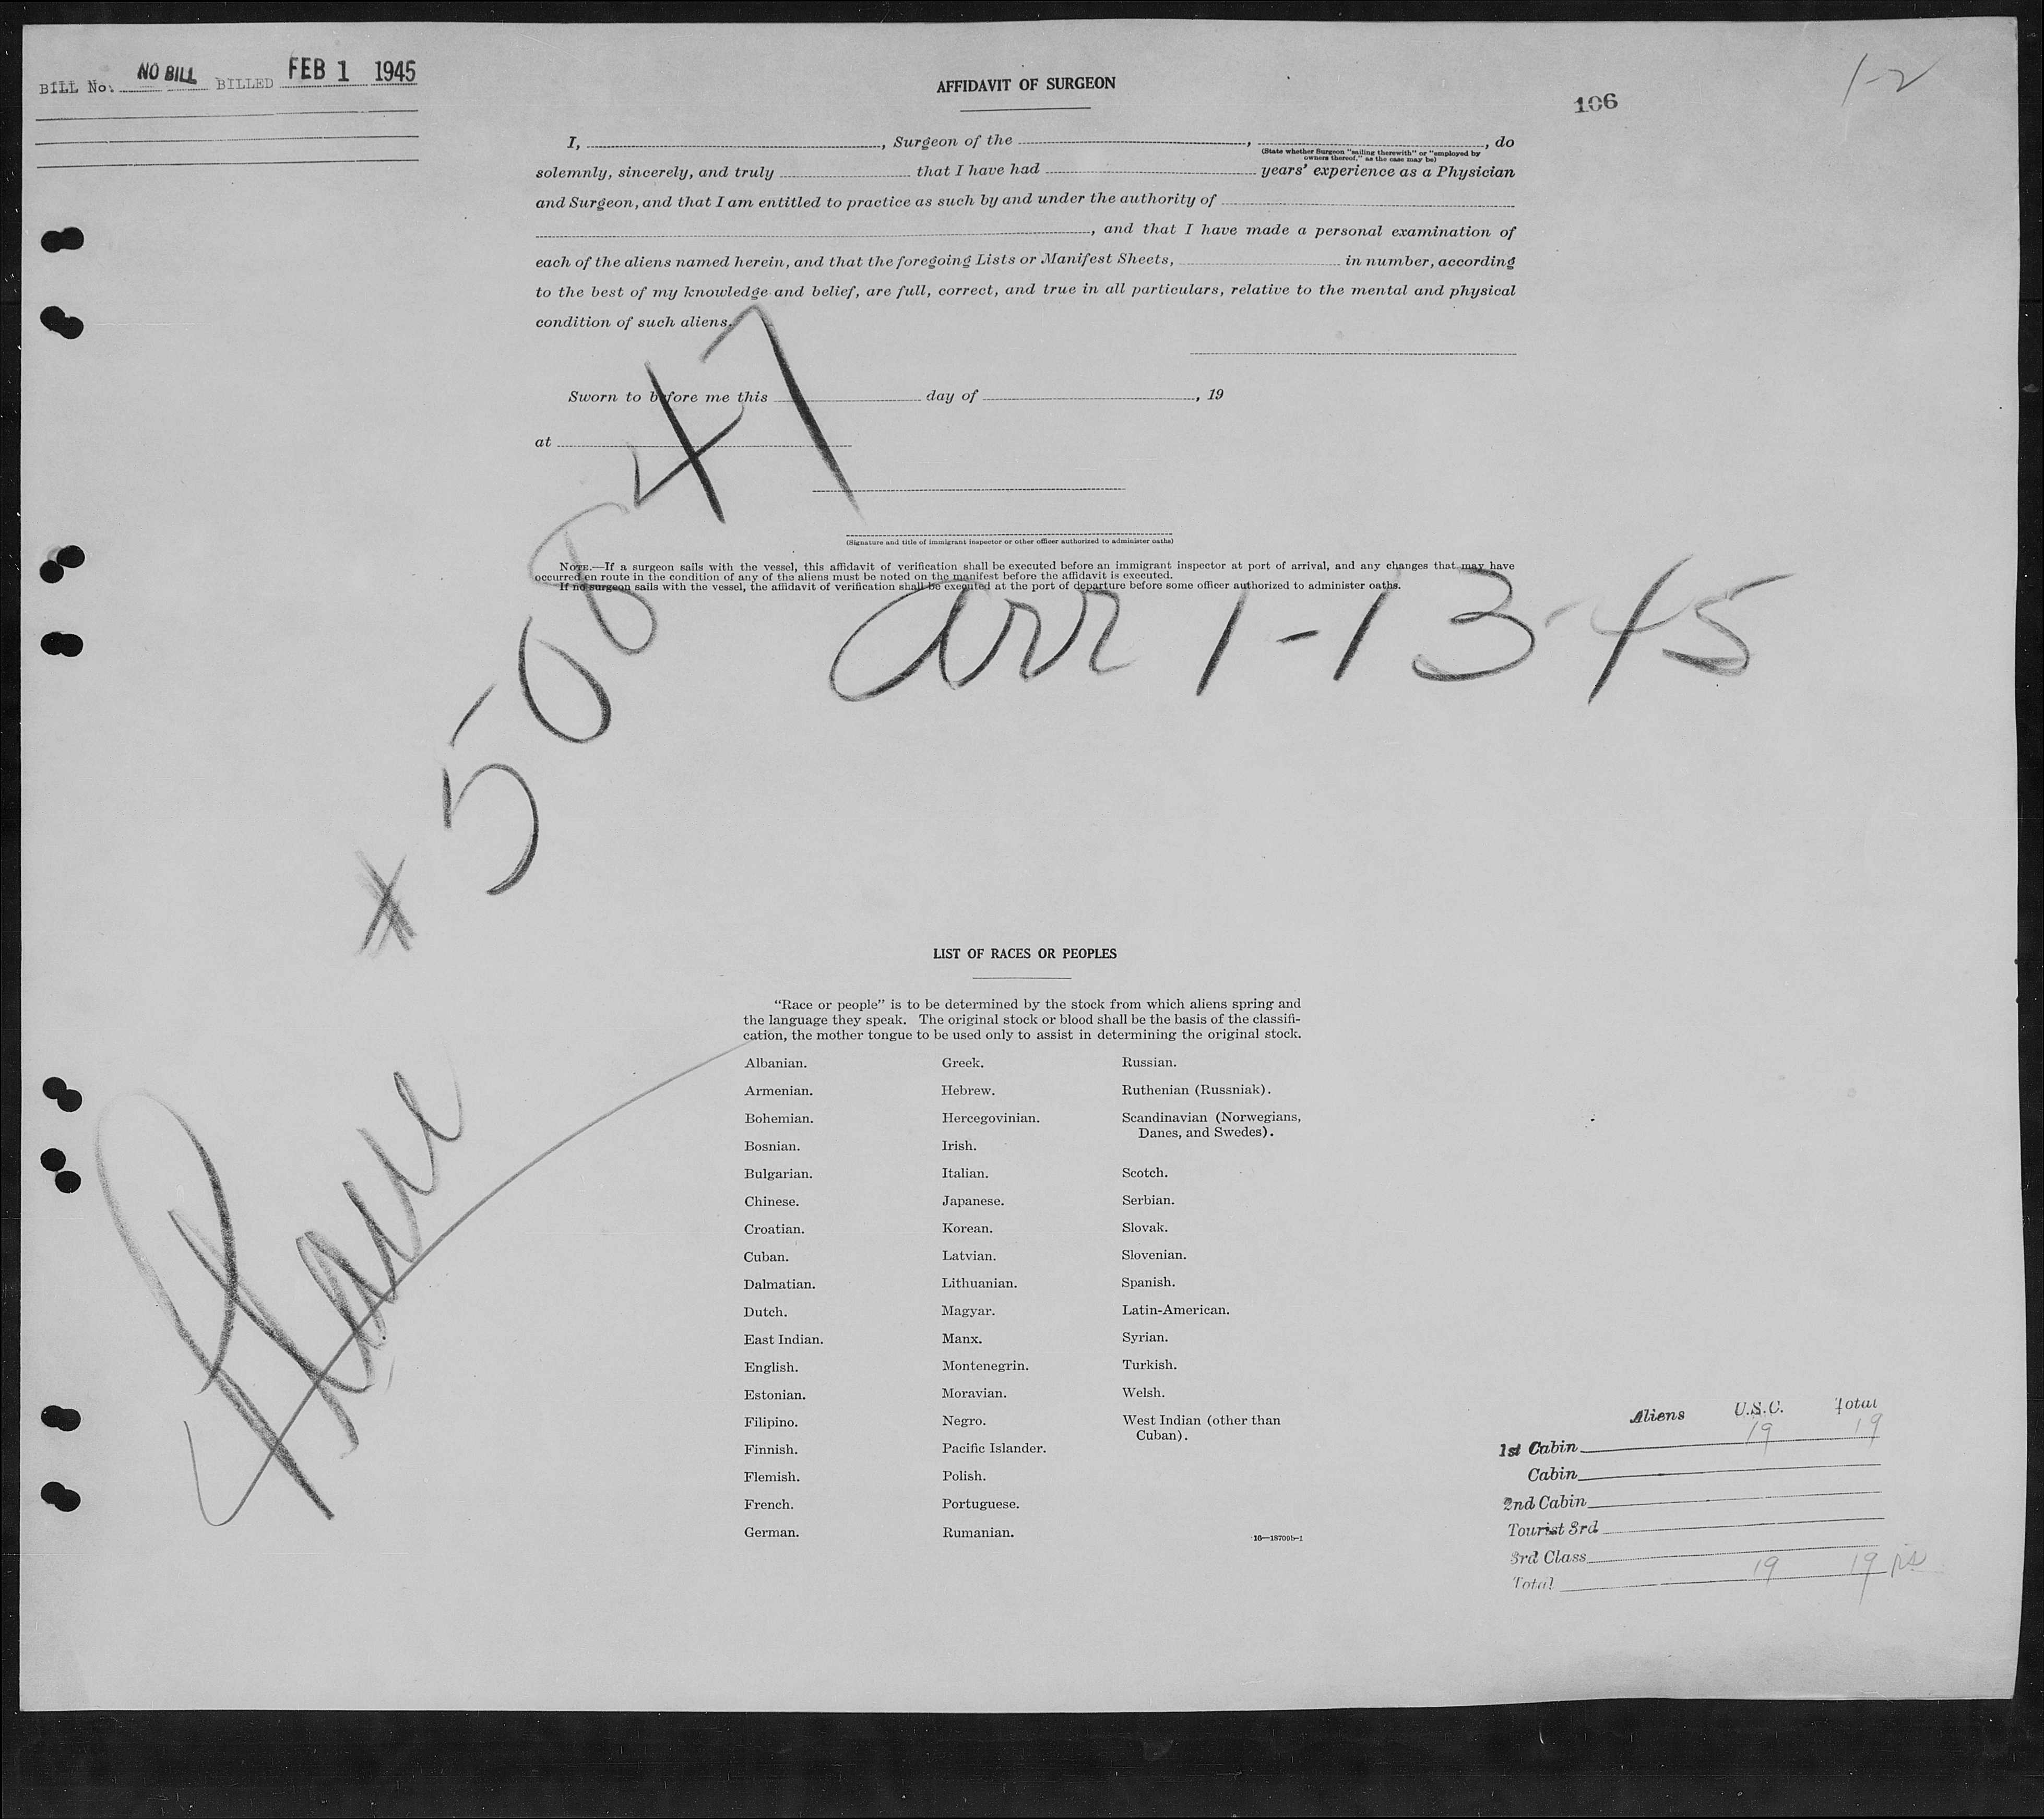 BILL No. NO BILL BILLED FEB 1 1945
AFFIDAVIT OF SURGEON
106
1-2
I, , Surgeon of the , , do
(State whether Surgeon "sailing therewith" or "employed by
owners thereof," as the case may be)
solemnly, sincerely, and truly that I have had years' experience as a Physician
and Surgeon, and that I am entitled to practice as such by and under the authority of
, and that I have made a personal examination of
each of the aliens named herein, and that the foregoing Lists or Manifest Sheets, in number, according
to the best of my knowledge and belief, are full, correct, and true in all particulars, relative to the mental and physical
condition of such aliens.
Sworn to before me this day of , 19
at
(Signature and title of immigrant inspector or other officer authorized to administer oaths)
NOTE.—If a surgeon sails with the vessel, this affidavit of verification shall be executed before an immigrant inspector at port of arrival, and any changes that may have
occurred en route in the condition of any of the aliens must be noted on the manifest before the affidavit is executed.
If no surgeon sails with the vessel, the affidavit of verification shall be executed at the port of departure before some officer authorized to administer oaths.
arr 1-13-45
Plane
LIST OF RACES OR PEOPLES
"Race or people" is to be determined by the stock from which aliens spring and
the language they speak. The original stock or blood shall be the basis of the classifi-
cation, the mother tongue to be used only to assist in determining the original stock.
Albanian. Greek. Russian.
Armenian. Hebrew. Ruthenian (Russniak).
Bohemian. Hercegovinian. Scandinavian (Norwegians,
Danes, and Swedes).
Bosnian. Irish.
Bulgarian. Italian. Scotch.
Chinese. Japanese. Serbian.
Croatian. Korean. Slovak.
Cuban. Latvian. Slovenian.
Dalmatian. Lithuanian. Spanish.
Dutch. Magyar. Latin-American.
East Indian. Manx. Syrian.
English. Montenegrin. Turkish.
Estonian. Moravian. Welsh.
Filipino. Negro. West Indian (other than
Cuban).
Finnish. Pacific Islander.
Flemish. Polish.
French. Portuguese.
German. Rumanian.
16—18709b-1
Aliens U.S.C. Total
1st Cabin 19 19
Cabin
2nd Cabin
Tourist 3rd
3rd Class
Total 19 19